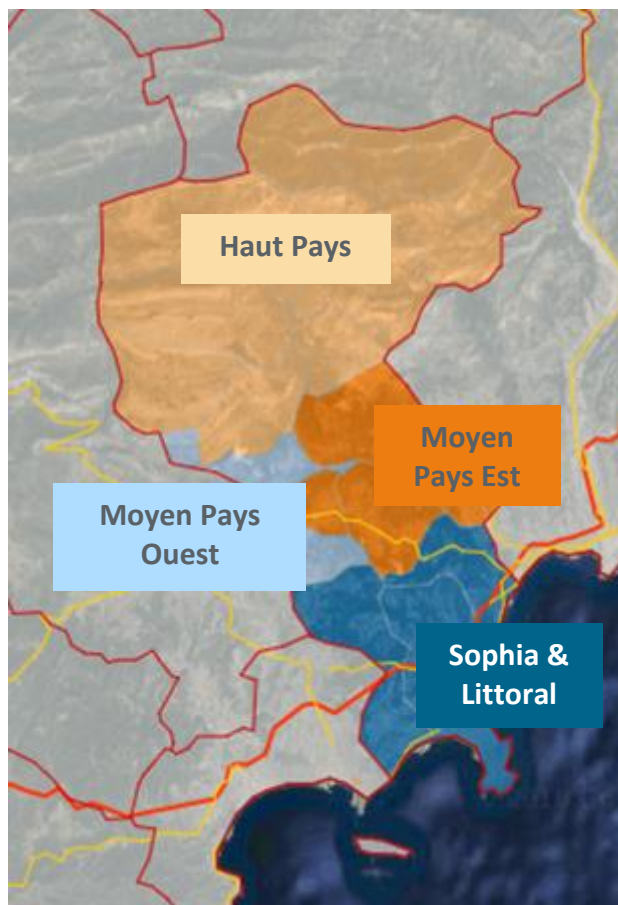 Haut Pays
Moyen
Pays Est
Moyen Pays
Ouest
Sophia &
Littoral